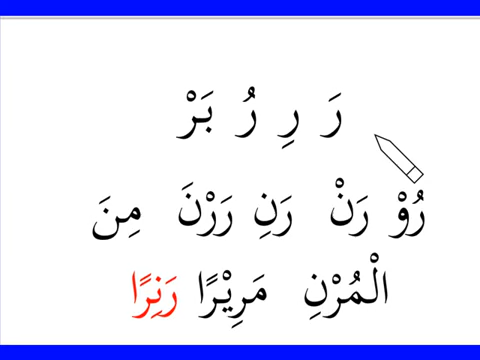 رَ رِ رُ بَرْ
رُوْ رَنْ رَنِ رَرْنَ مِنَ
الْمُرْنِ مَرِيْرًا رَنِرًا